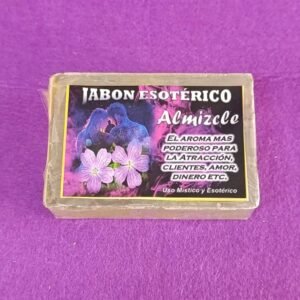 JABON ESOTÉRICO
Almizcle
EL AROMA MAS
PODEROSO PARA
LA ATRACCIÓN,
CLIENTES, AMOR,
DINERO ETC.
Uso Místico y Esotérico